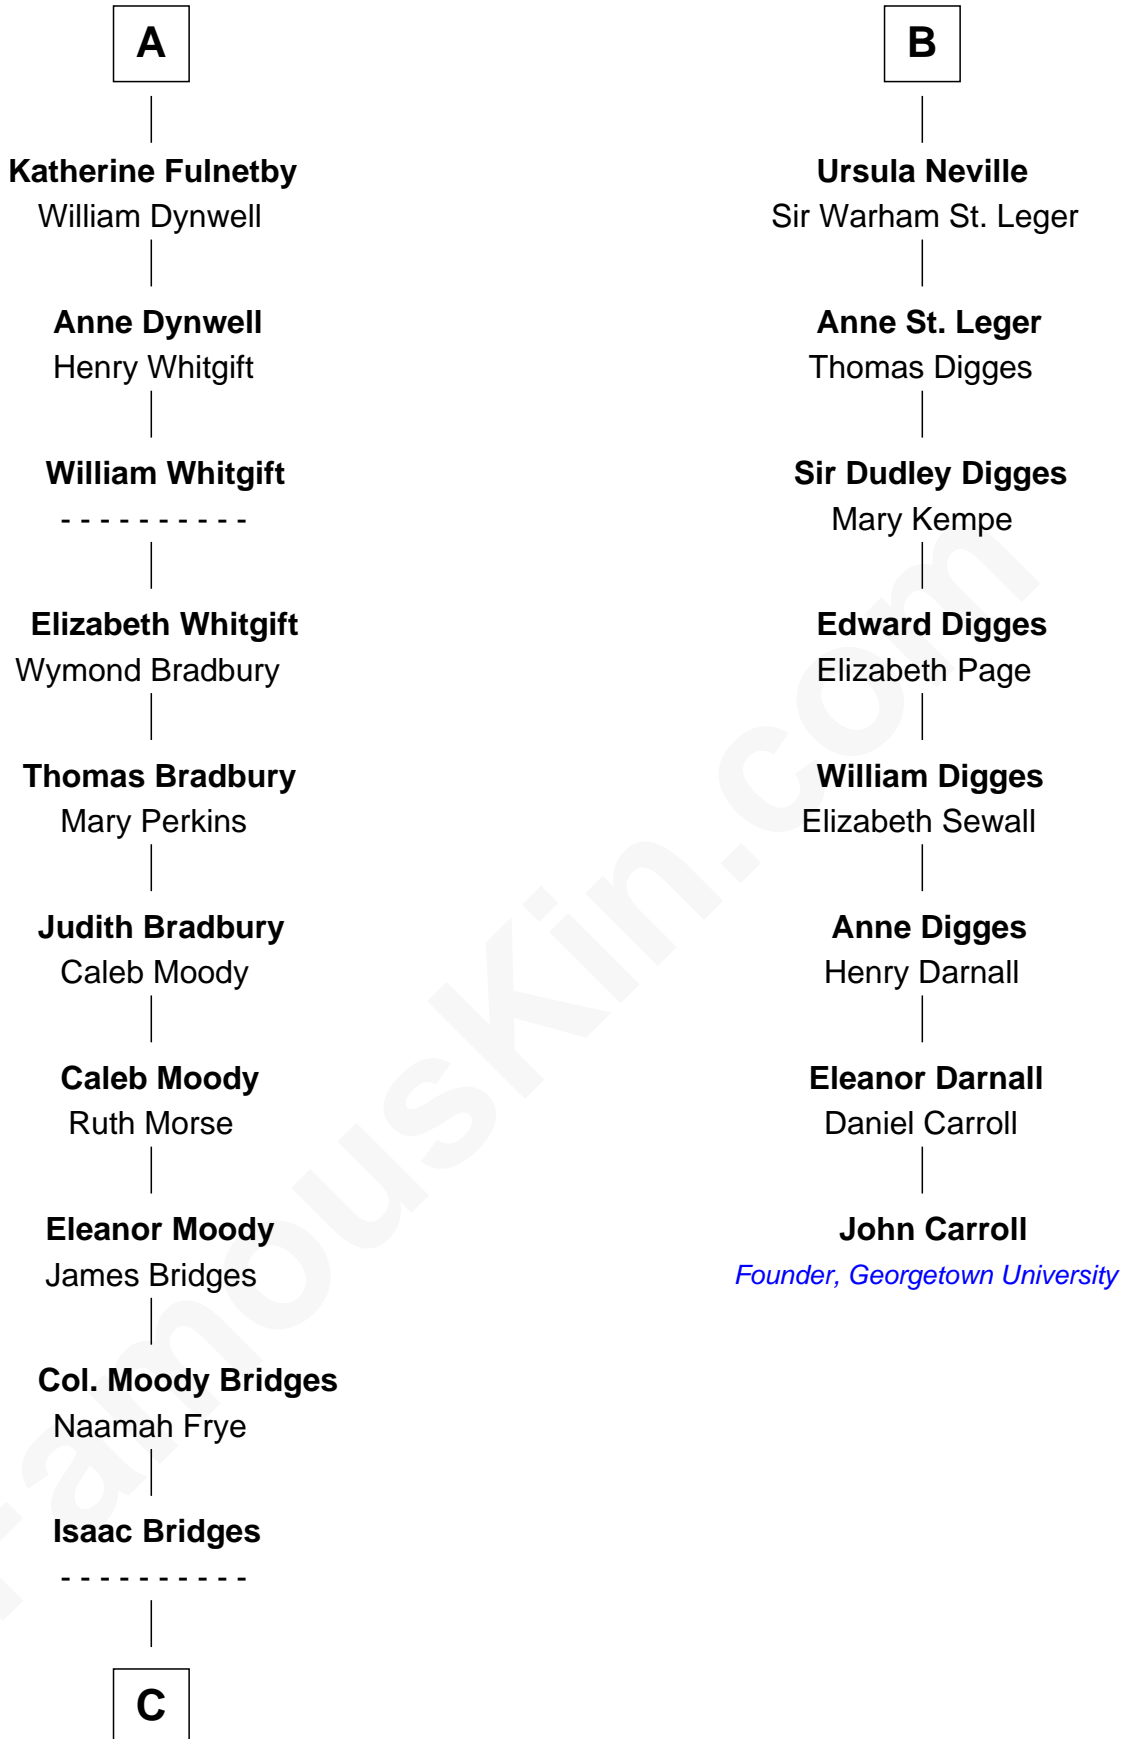 A
Katherine Fulnetby
William Dynwell
Anne Dynwell
Henry Whitgift
William Whitgift
- - - - - - - - - -
Elizabeth Whitgift
Wymond Bradbury
Thomas Bradbury
Mary Perkins
Judith Bradbury
Caleb Moody
Caleb Moody
Ruth Morse
Eleanor Moody
James Bridges
Col. Moody Bridges
Naamah Frye
Isaac Bridges
- - - - - - - - - -
C
B
Ursula Neville
Sir Warham St. Leger
Anne St. Leger
Thomas Digges
Sir Dudley Digges
Mary Kempe
Edward Digges
Elizabeth Page
William Digges
Elizabeth Sewall
Anne Digges
Henry Darnall
Eleanor Darnall
Daniel Carroll
John Carroll
Founder, Georgetown University
FamousKin.com